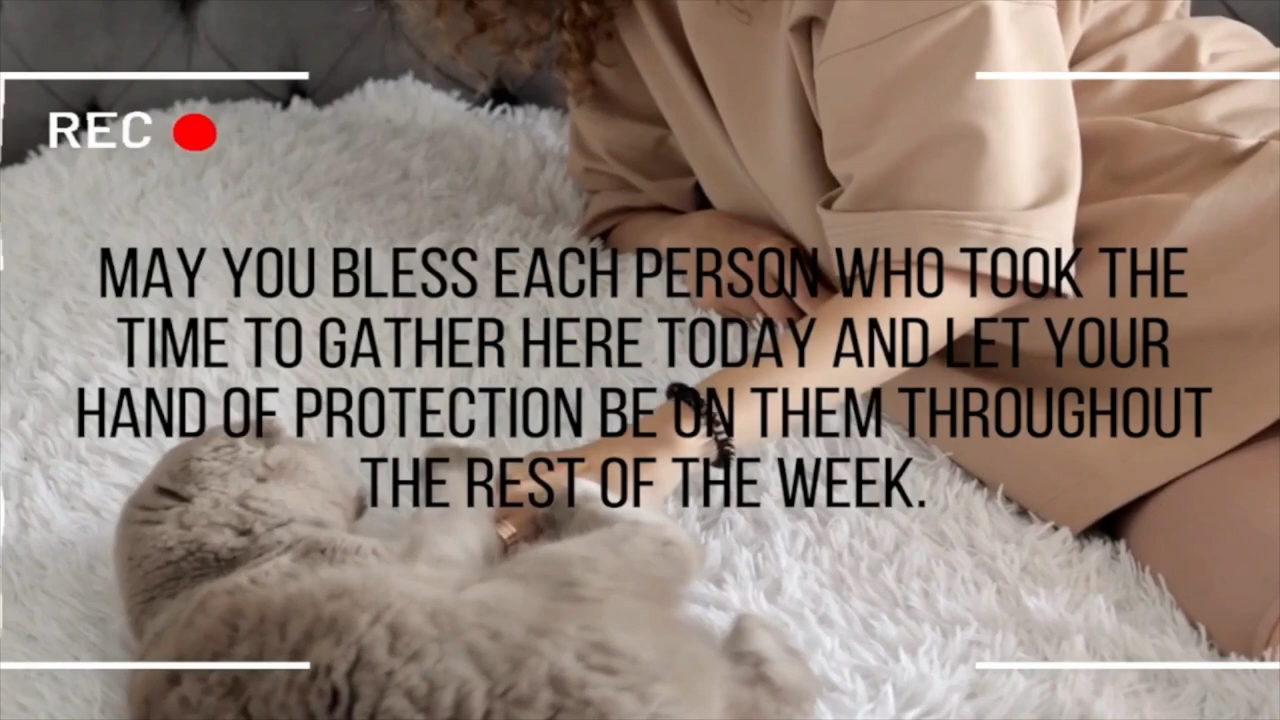 REC
MAY YOU BLESS EACH PERSON WHO TOOK THE
TIME TO GATHER HERE TODAY AND LET YOUR
HAND OF PROTECTION BE ON THEM THROUGHOUT
THE REST OF THE WEEK.